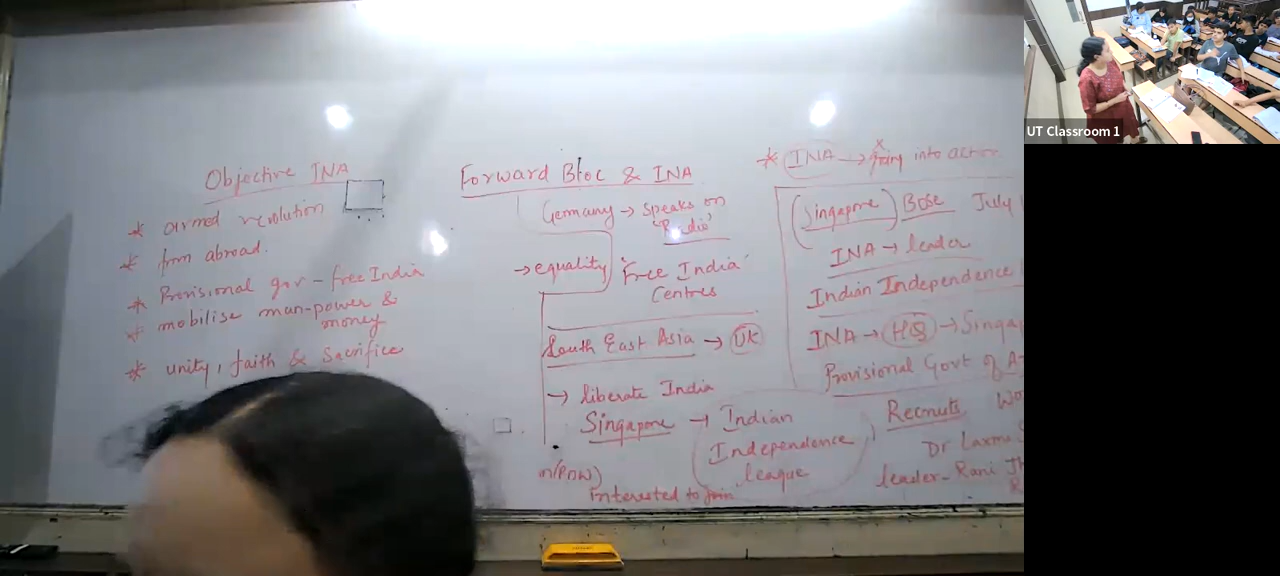 Objective INA
* armed revolution
* from abroad.
* Provisional gov - free India
* mobilise man-power &
money
* unity, faith & Sacrifice
Forward Bloc & INA
Germany → speaks on
'Radio'
→ equality
'Free India'
Centres
South East Asia → UK
→ liberate India
Singapore → Indian
Independence
league
n/POW)
Interested to join
* INA → going into action
x
(Singapore) Bose July
INA → leader
Indian Independence
INA → HQ → Singap
Provisional Govt of A
Recruits Wo
Dr Laxmi S
leader - Rani Jh
R
UT Classroom 1